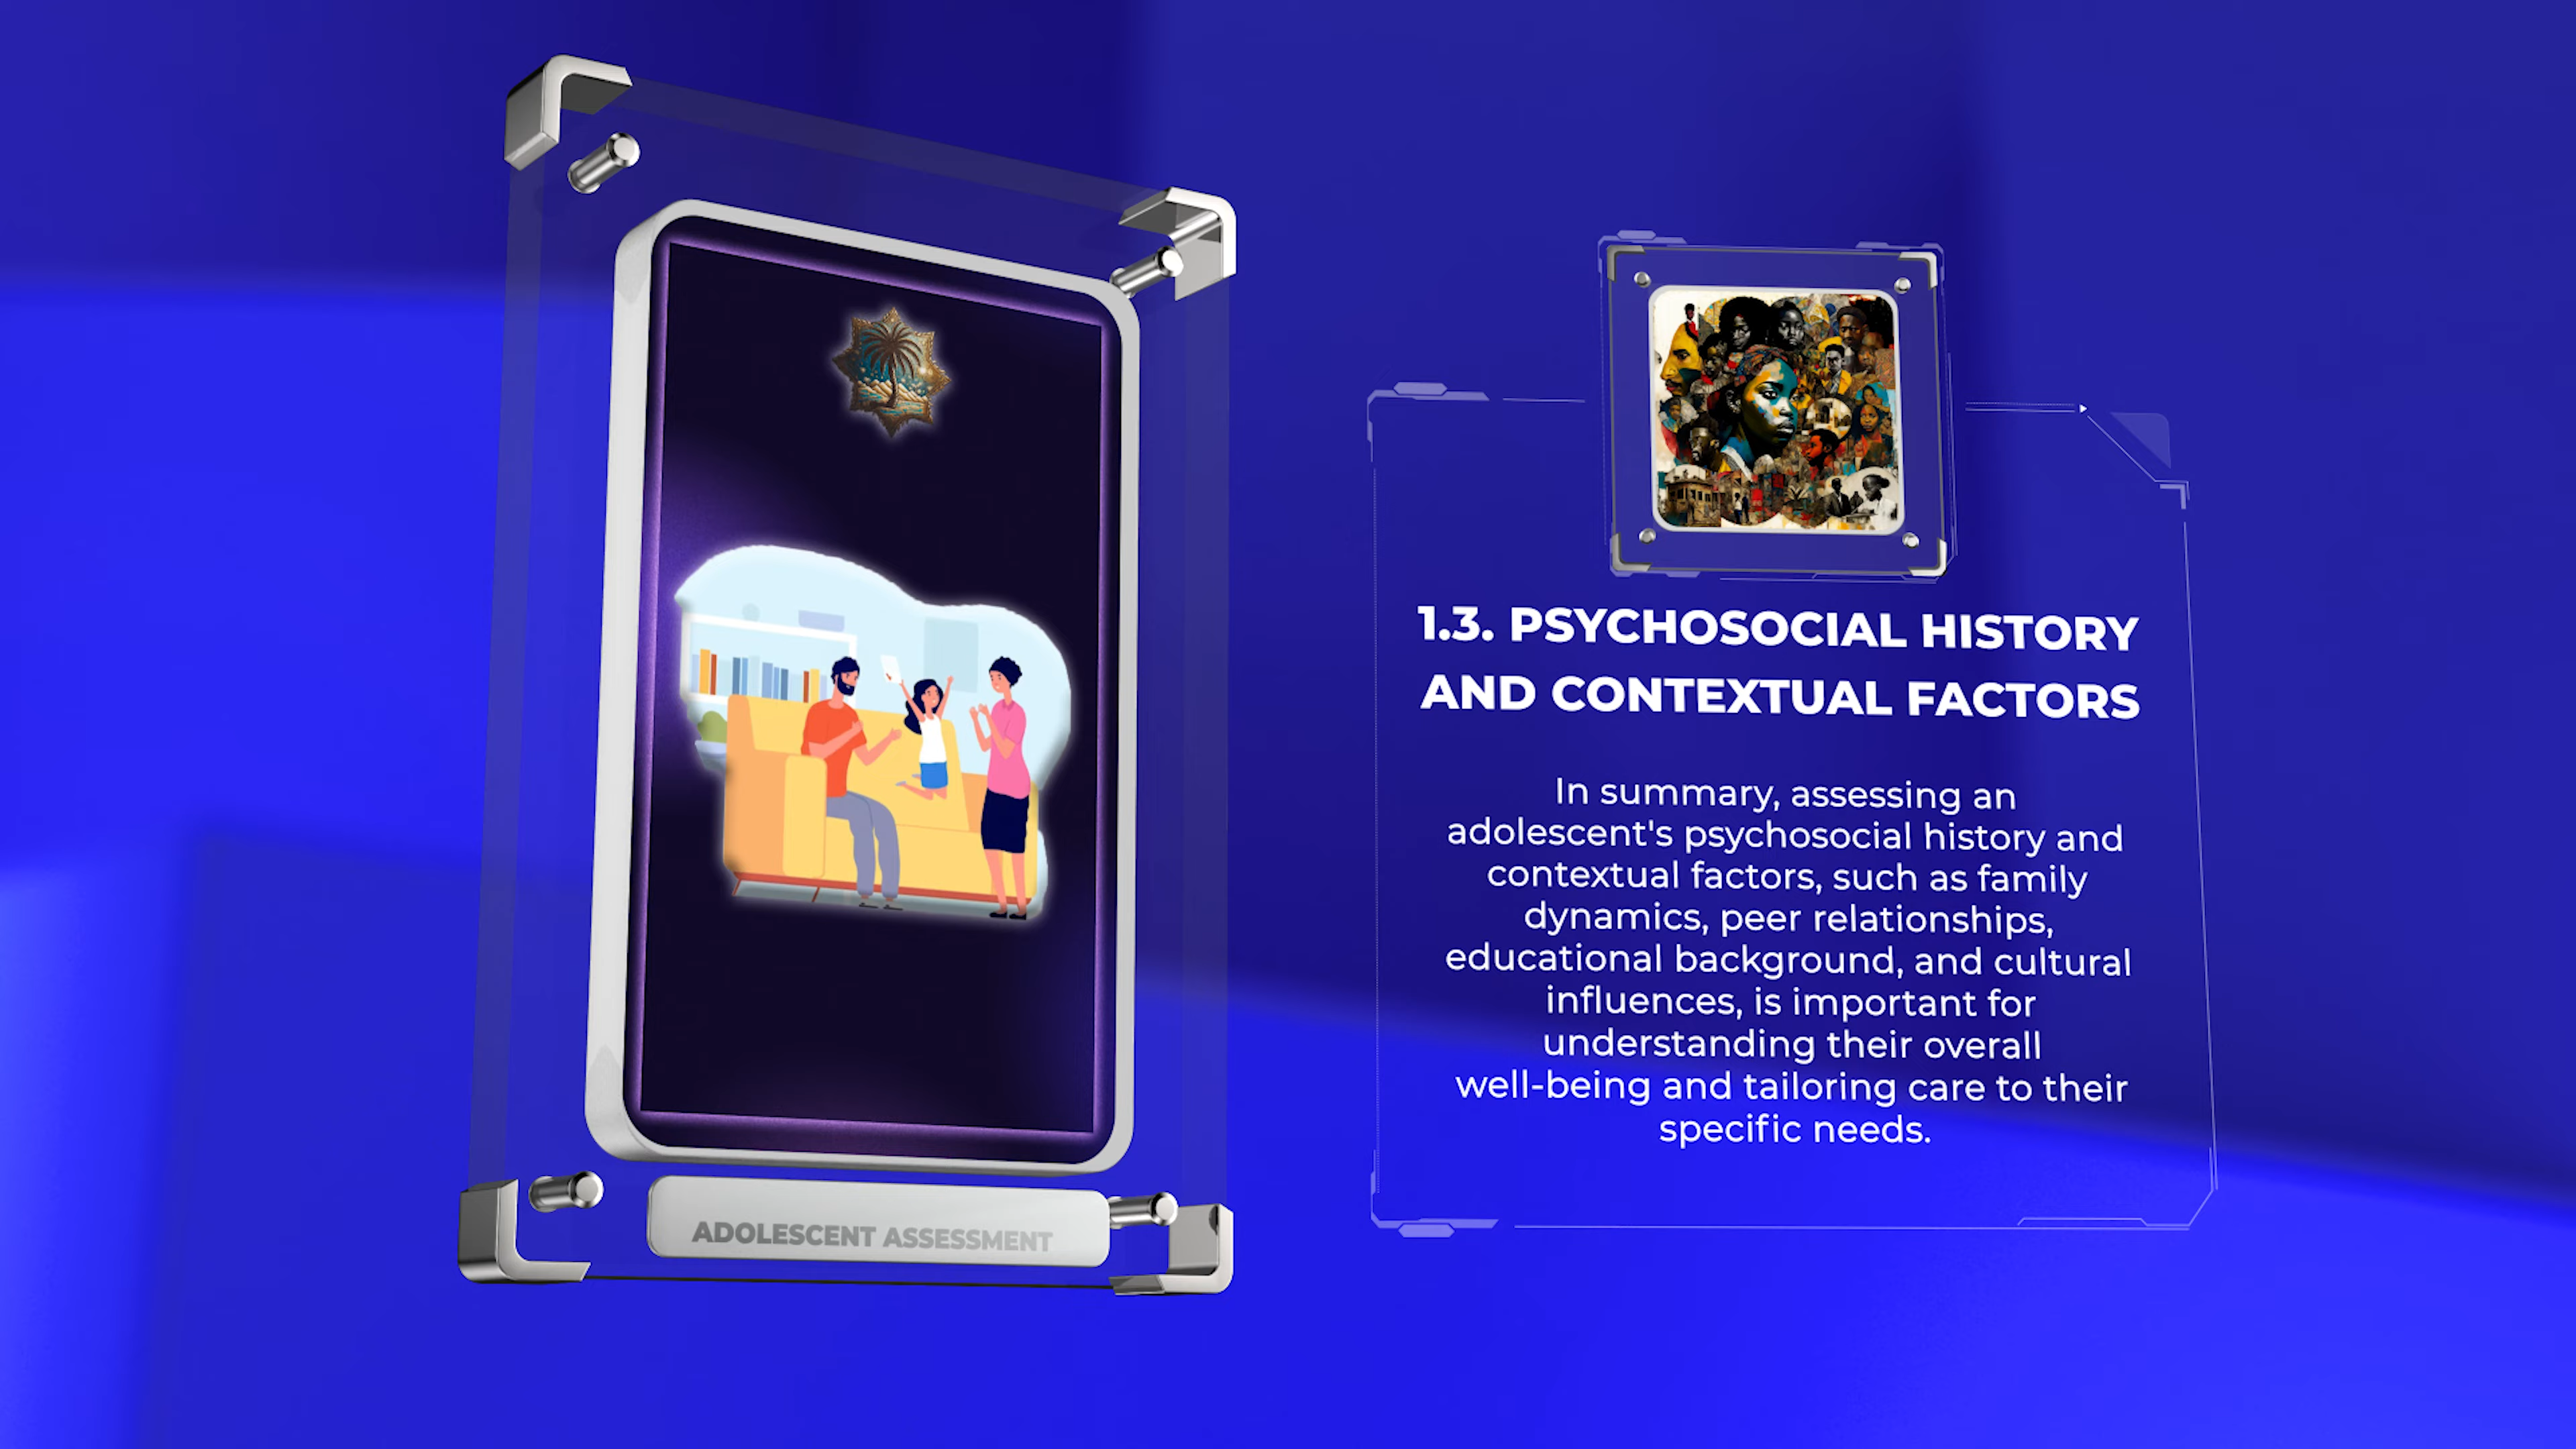 1.3. PSYCHOSOCIAL HISTORY
AND CONTEXTUAL FACTORS
In summary, assessing an
adolescent's psychosocial history and
contextual factors, such as family
dynamics, peer relationships,
educational background, and cultural
influences, is important for
understanding their overall
well-being and tailoring care to their
specific needs.
ADOLESCENT ASSESSMENT